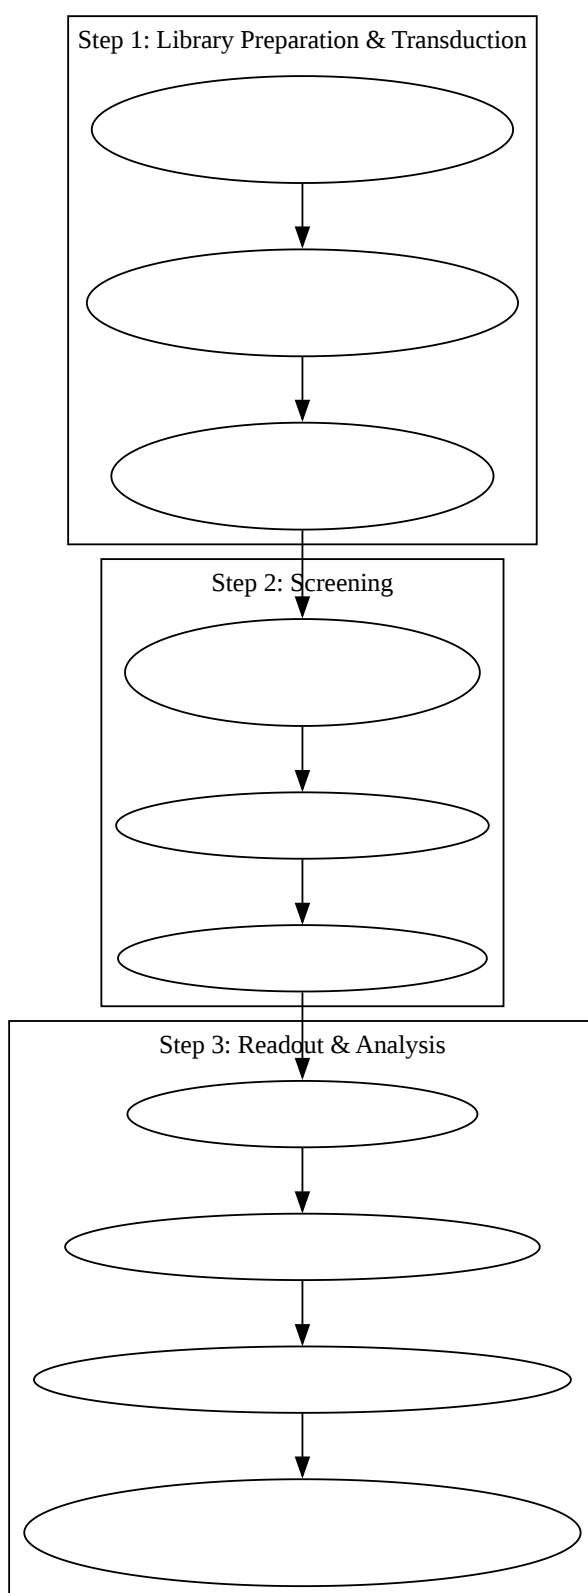 Step 1: Library Preparation & Transduction
Step 2: Screening
Step 3: Readout & Analysis